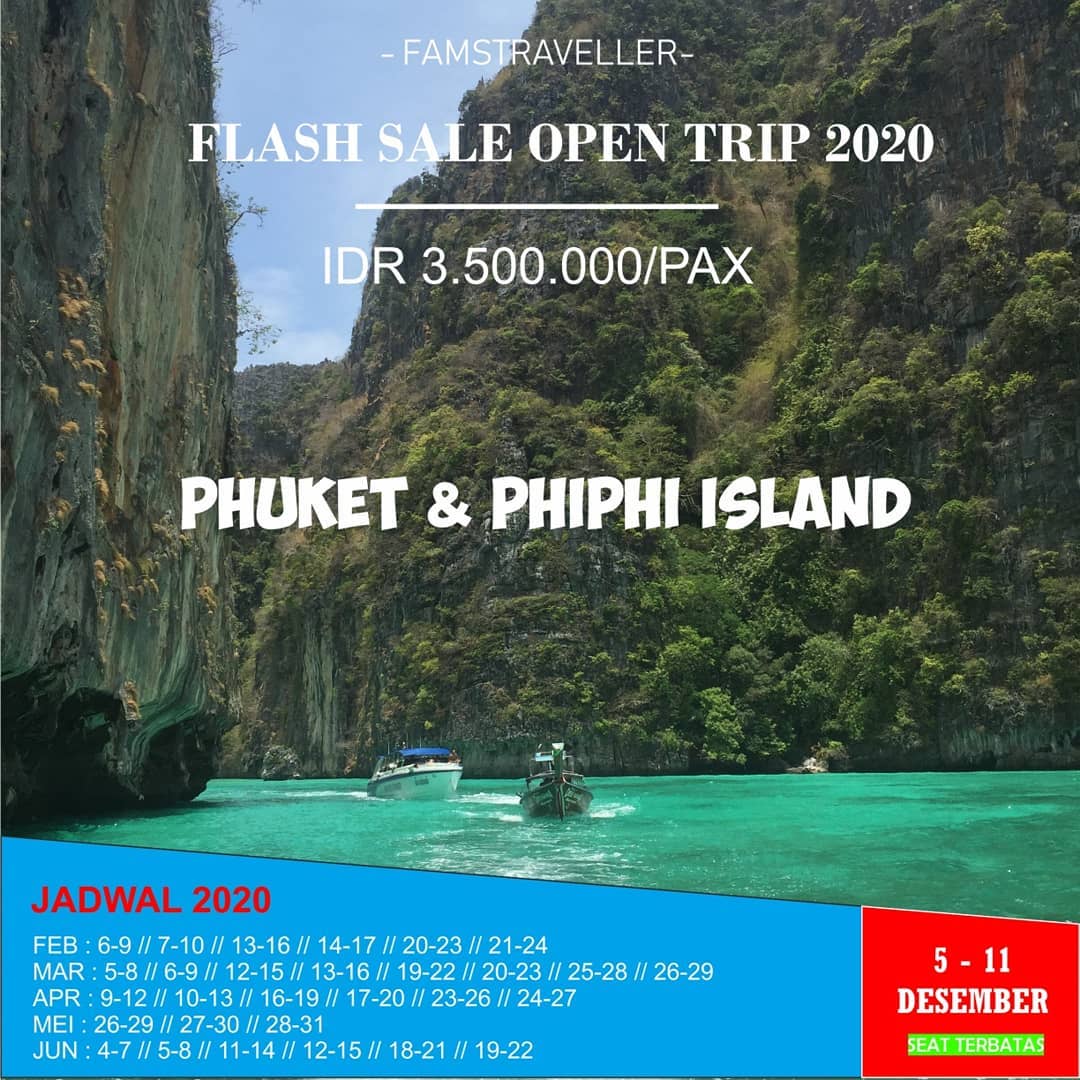 - FAMSTRAVELLER-
FLASH SALE OPEN TRIP 2020
IDR 3.500.000/PAX
PHUKET & PHIPHI ISLAND
JADWAL 2020
FEB : 6-9 // 7-10 // 13-16 // 14-17 // 20-23 // 21-24
MAR : 5-8 // 6-9 // 12-15 // 13-16 // 19-22 // 20-23 // 25-28 // 26-29
APR : 9-12 // 10-13 // 16-19 // 17-20 // 23-26 // 24-27
MEI : 26-29 // 27-30 // 28-31
JUN : 4-7 // 5-8 // 11-14 // 12-15 // 18-21 // 19-22
5 - 11
DESEMBER
SEAT TERBATAS